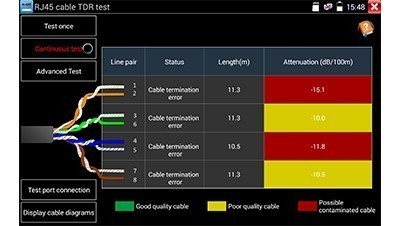 RJ45 cable TDR test
15:48
Test once
Continuous test
Advanced Test
Test port connection
Display cable diagrams
Line pair Status Length(m) Attenuation (dB/100m)
1
2
Cable termination
error
11.3
-15.1
3
6
Cable termination
error
11.3
-10.0
4
5
Cable termination
error
10.5
-11.8
7
8
Cable termination
error
11.3
-10.5
Good quality cable
Poor quality cable
Possible
contaminated cable